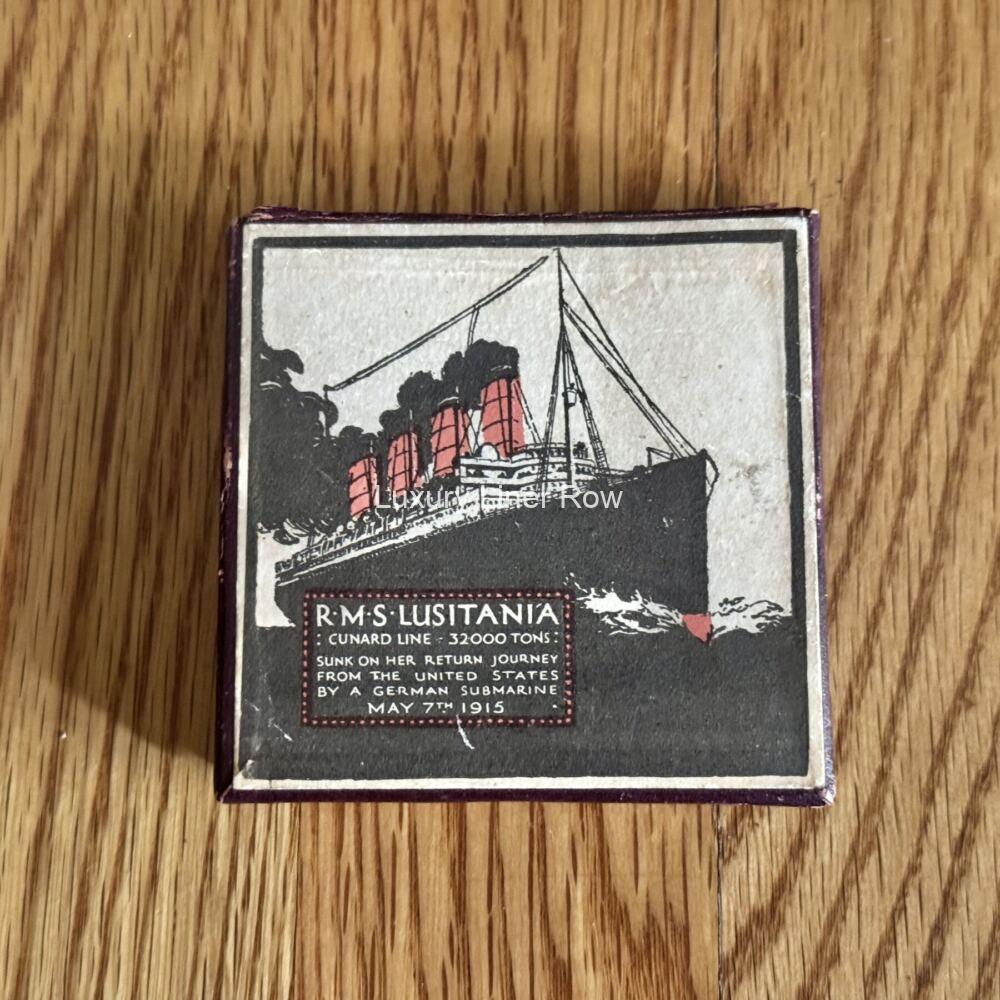 Luxury Liner Row
R·M·S·LUSITANIA
: CUNARD LINE - 32000 TONS :
SUNK ON HER RETURN JOURNEY
FROM THE UNITED STATES
BY A GERMAN SUBMARINE
MAY 7TH 1915